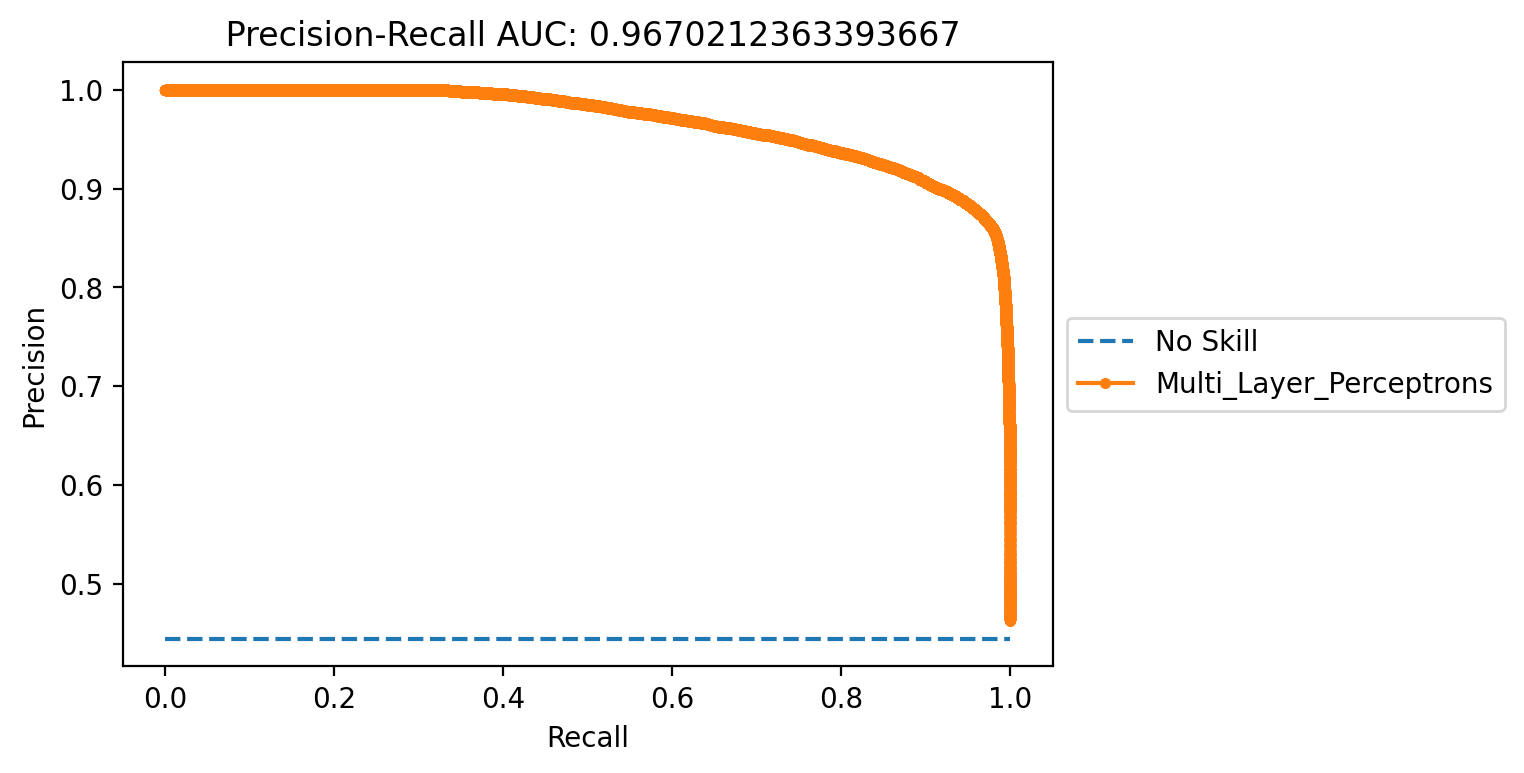 Precision-Recall AUC: 0.9670212363393667
1.0
0.9
0.8
0.7
0.6
0.5
Precision
0.0 0.2 0.4 0.6 0.8 1.0
Recall
No Skill
Multi_Layer_Perceptrons